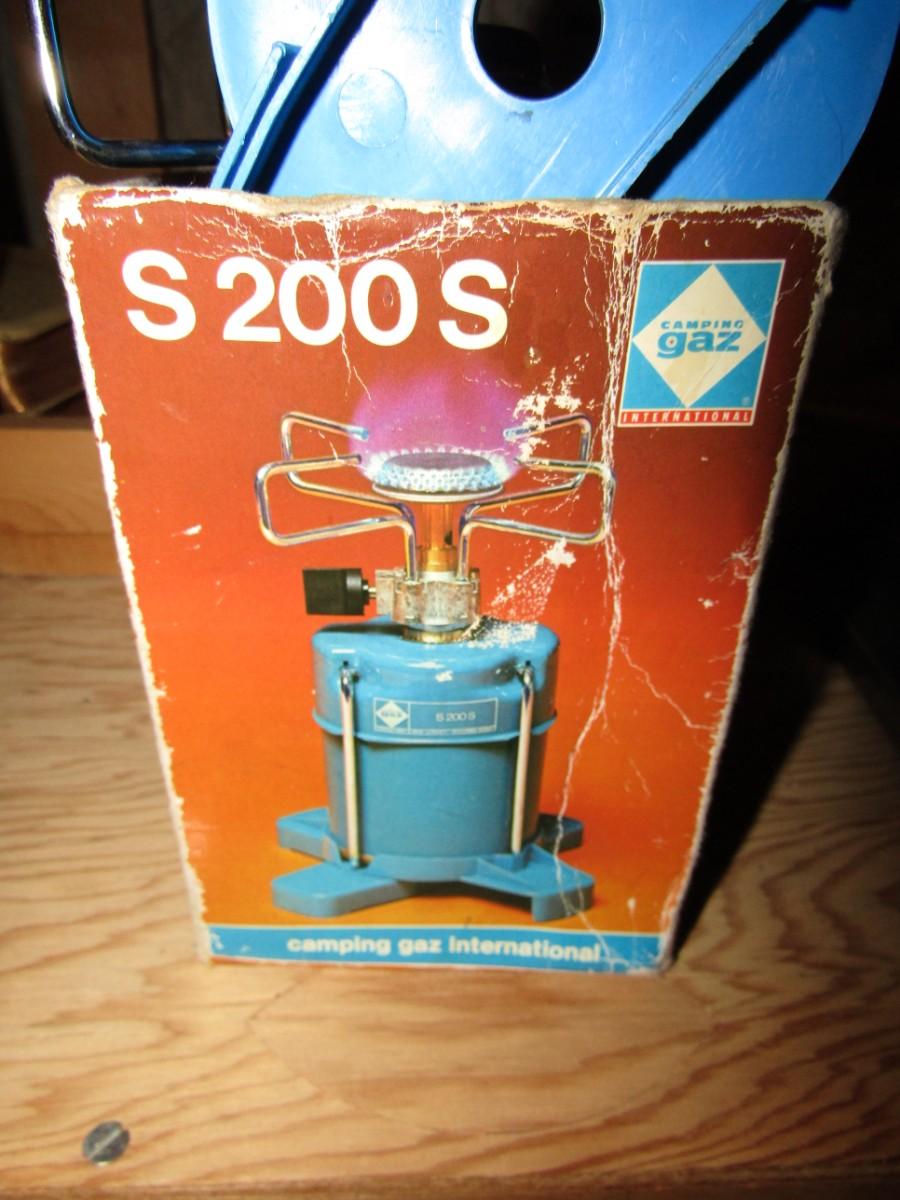 S 200 S
CAMPING
gaz
®
INTERNATIONAL
S 200 S
camping gaz international